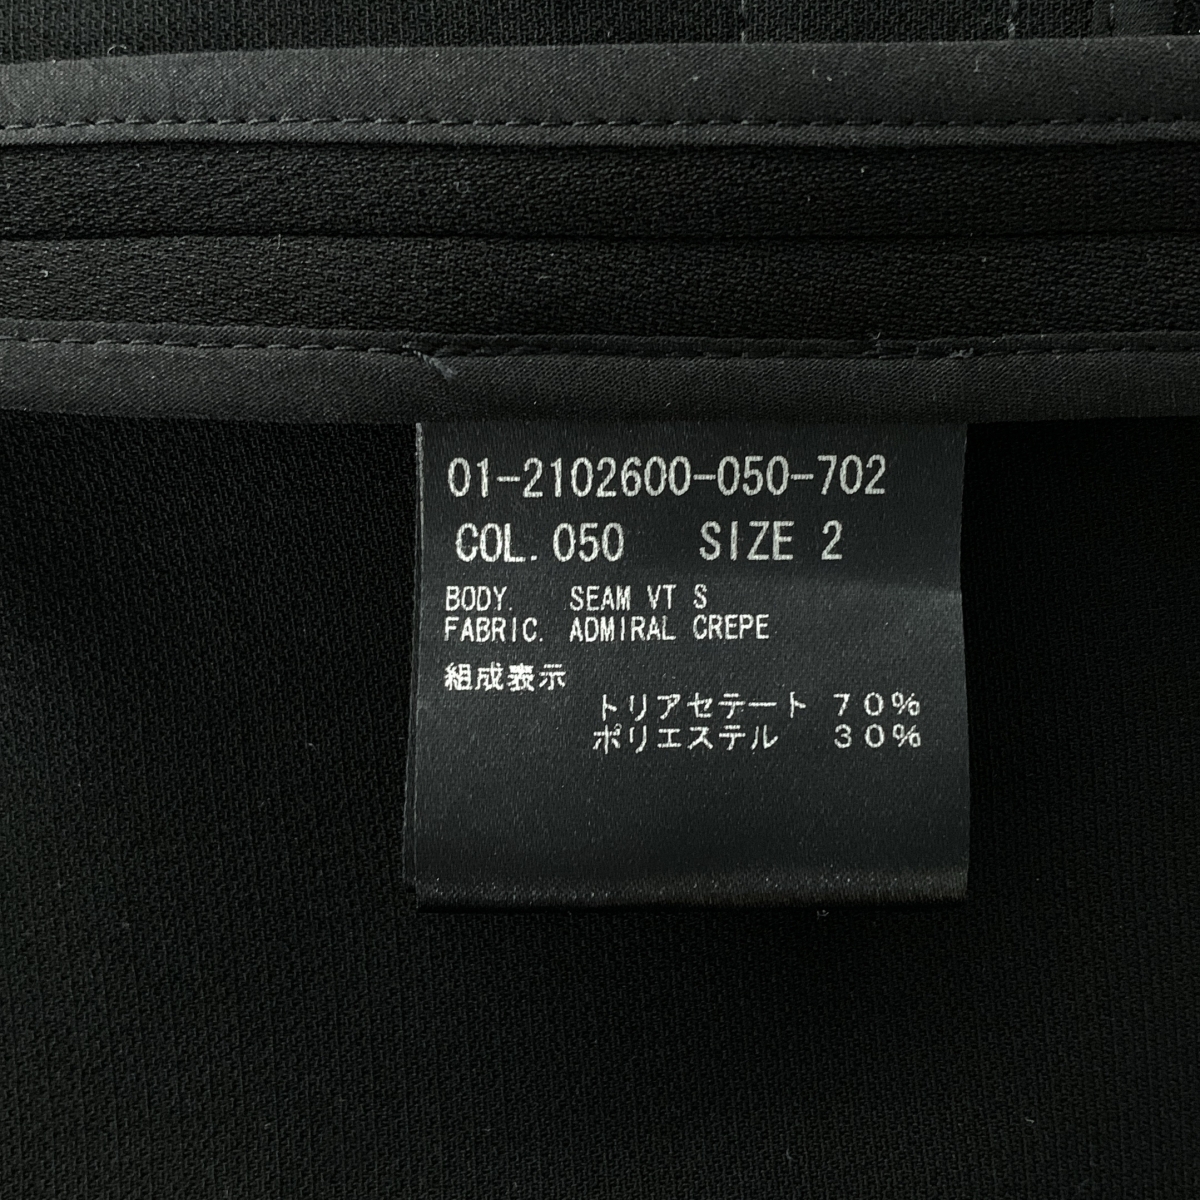 01-2102600-050-702
COL. 050 SIZE 2
BODY. SEAM VT S
FABRIC. ADMIRAL CREPE
組成表示
トリアセテート 70%
ポリエステル 30%